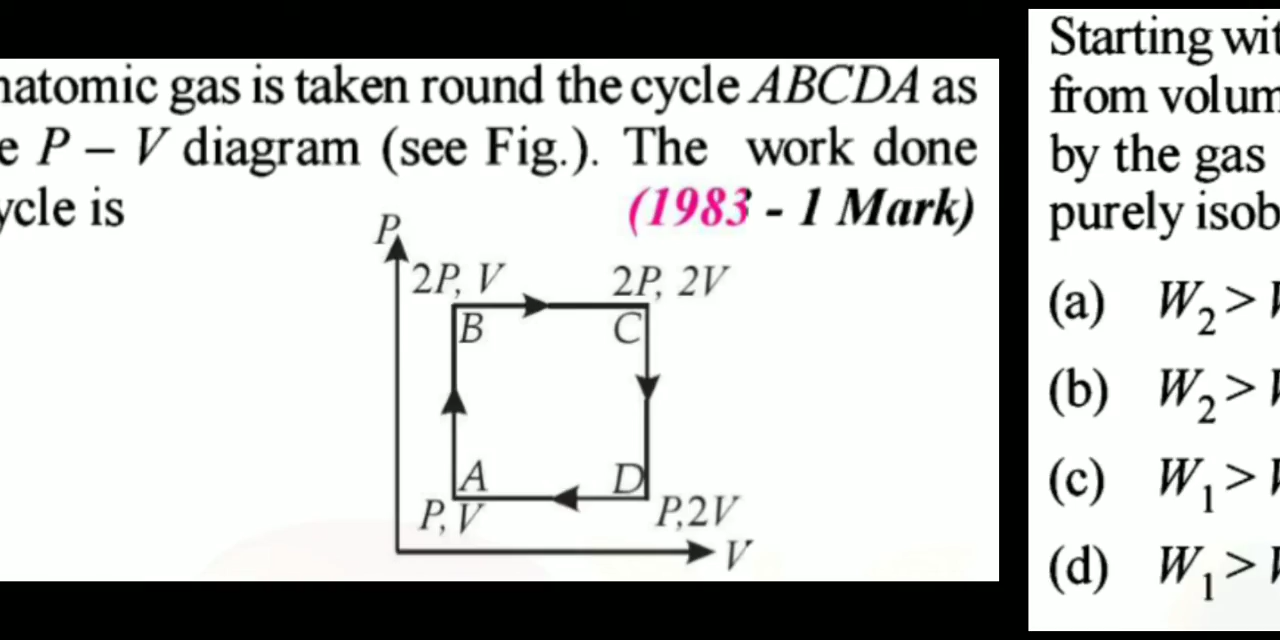 natomic gas is taken round the cycle ABCDA as
e P – V diagram (see Fig.). The work done
ycle is (1983 - 1 Mark)
P
2P, V 2P, 2V
B C
A D
P, V P,2V
V
Starting wit
from volum
by the gas
purely isob
(a) W₂ >
(b) W₂ >
(c) W₁ >
(d) W₁ >